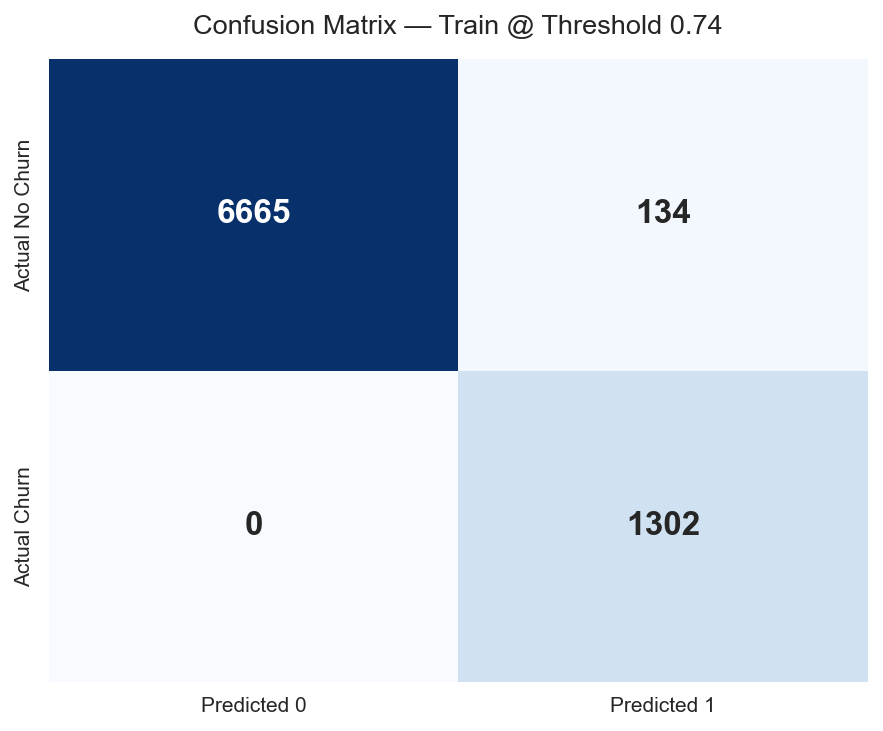 Confusion Matrix — Train @ Threshold 0.74
Actual No Churn
6665
134
Actual Churn
0
1302
Predicted 0
Predicted 1